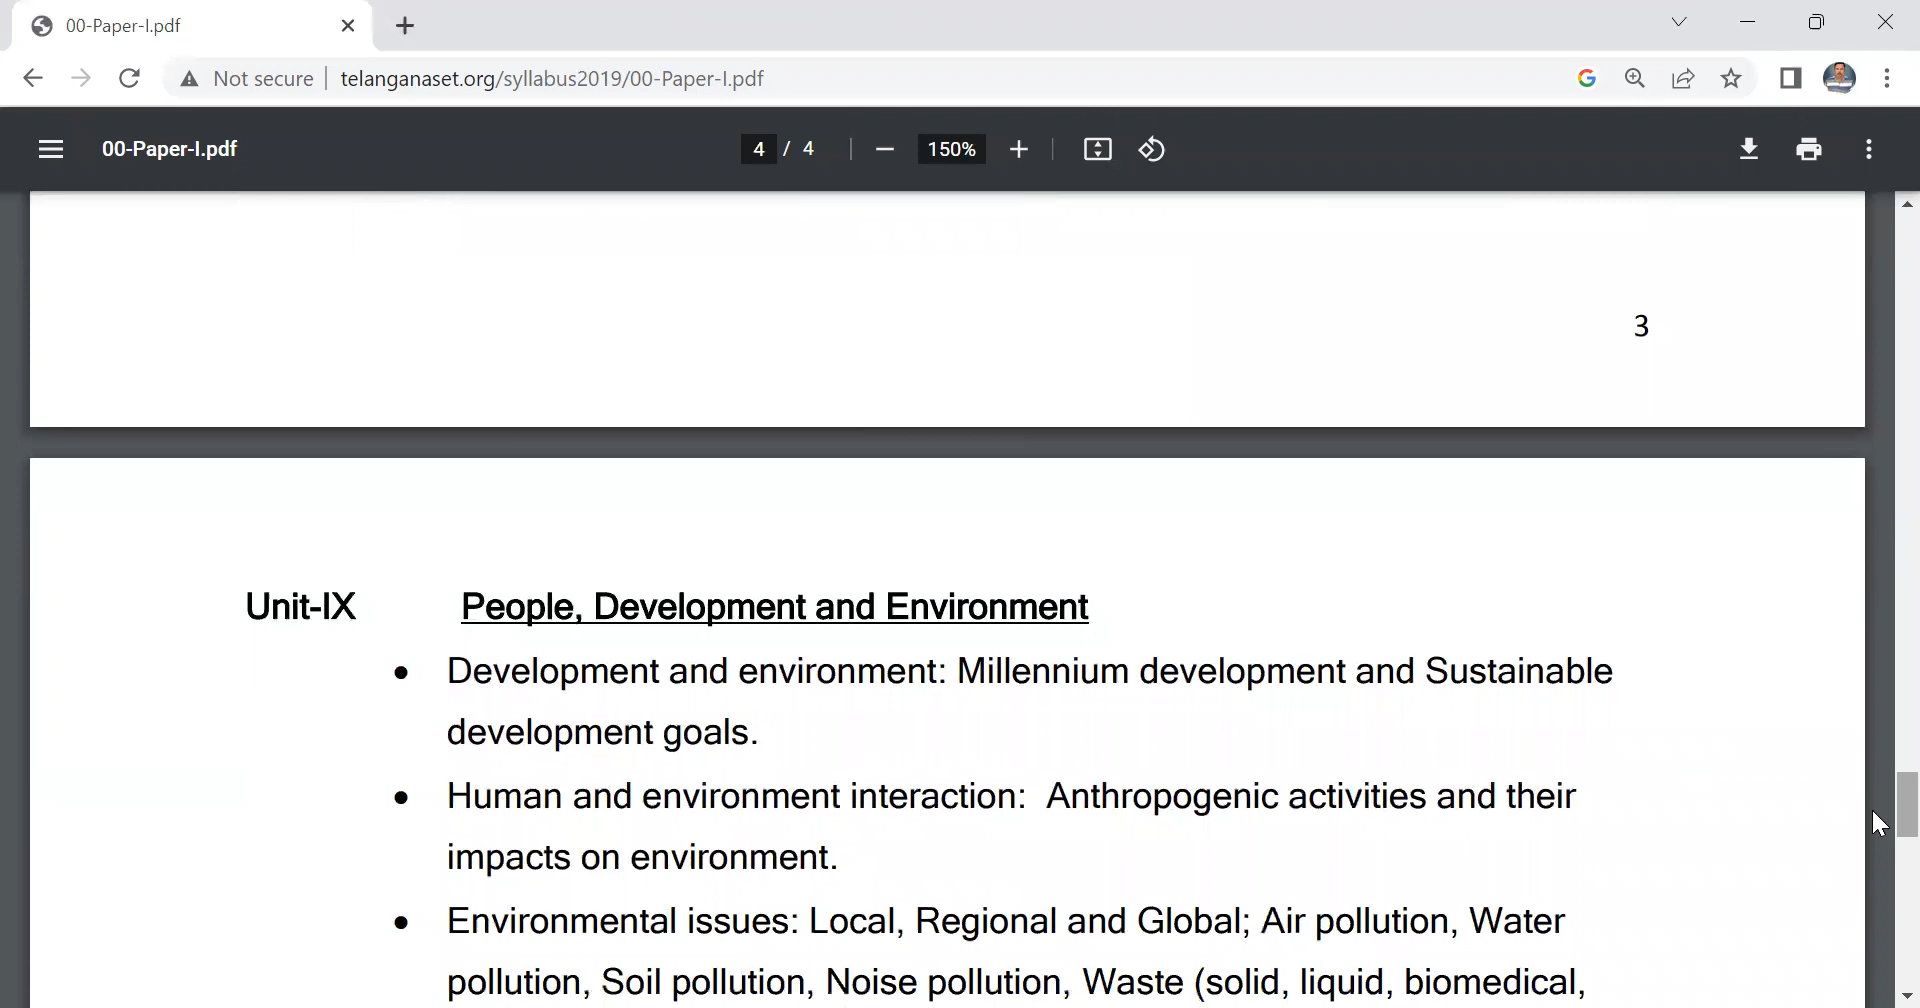 00-Paper-I.pdf
Not secure telanganaset.org/syllabus2019/00-Paper-I.pdf
00-Paper-I.pdf 4 / 4 150%
3
Unit-IX People, Development and Environment
• Development and environment: Millennium development and Sustainable
development goals.
• Human and environment interaction: Anthropogenic activities and their
impacts on environment.
• Environmental issues: Local, Regional and Global; Air pollution, Water
pollution, Soil pollution, Noise pollution, Waste (solid, liquid, biomedical,